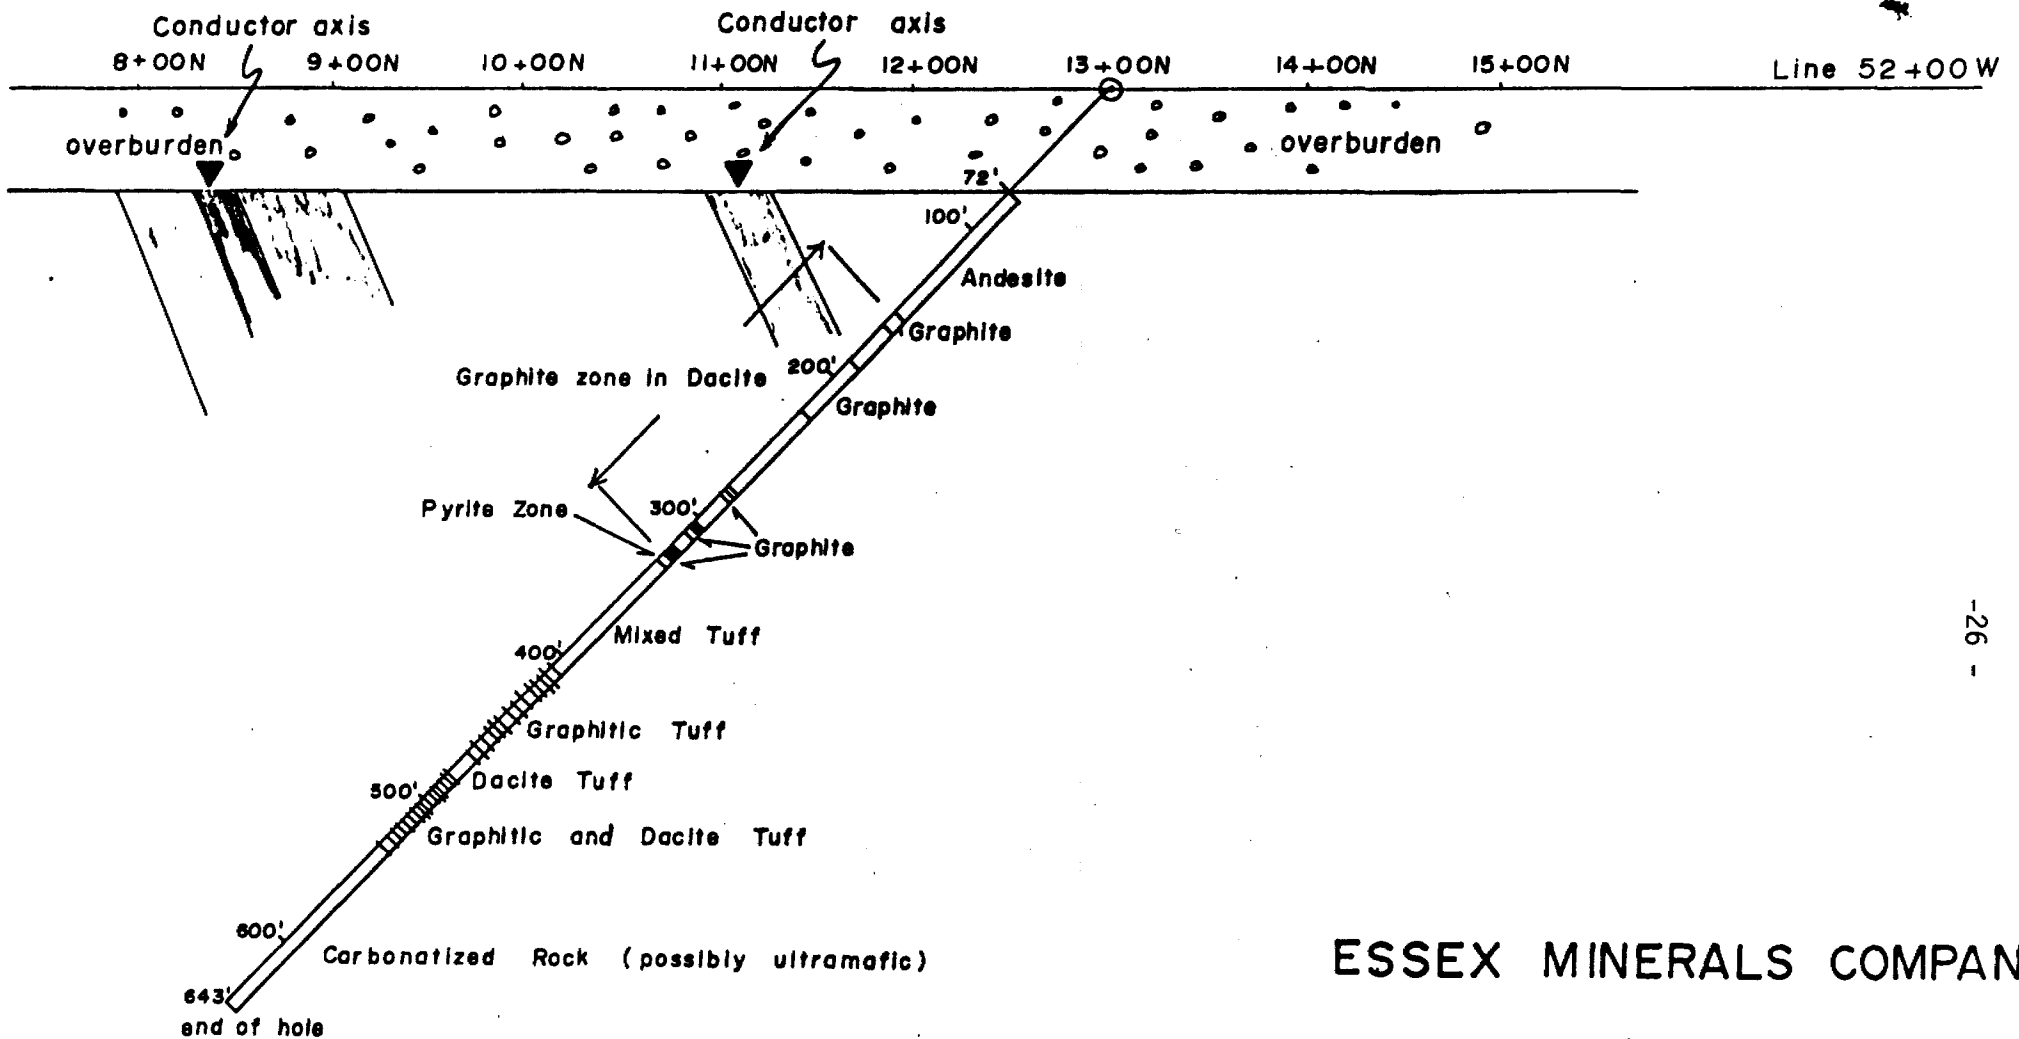 Conductor axis
Conductor axis
8+00N
9+00N
10+00N
11+00N
12+00N
13+00N
14+00N
15+00N
Line 52+00W
overburden
overburden
72'
100'
Andesite
Graphite
200'
Graphite zone in Dacite
Graphite
300'
Pyrite Zone
Graphite
-26-
Mixed Tuff
400'
Graphitic Tuff
Dacite Tuff
500'
Graphitic and Dacite Tuff
600'
Carbonatized Rock (possibly ultramafic)
ESSEX MINERALS COMPAN
643'
end of hole